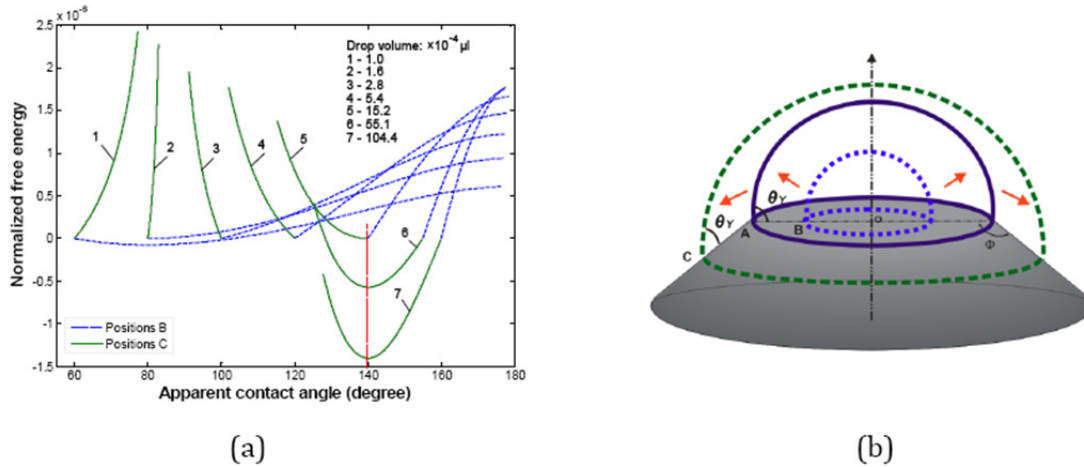 ×10⁻⁶
2.5
2
1.5
1
0.5
0
-0.5
-1
-1.5
60 80 100 120 140 160 180
Normalized free energy
Apparent contact angle (degree)
Drop volume: ×10⁻⁴ µl
1 - 1.0
2 - 1.6
3 - 2.8
4 - 5.4
5 - 15.2
6 - 55.1
7 - 104.4
1
2
3
4
5
6
7
Positions B
Positions C
(a)
θY
A
B
o
Φ
θY
C
(b)